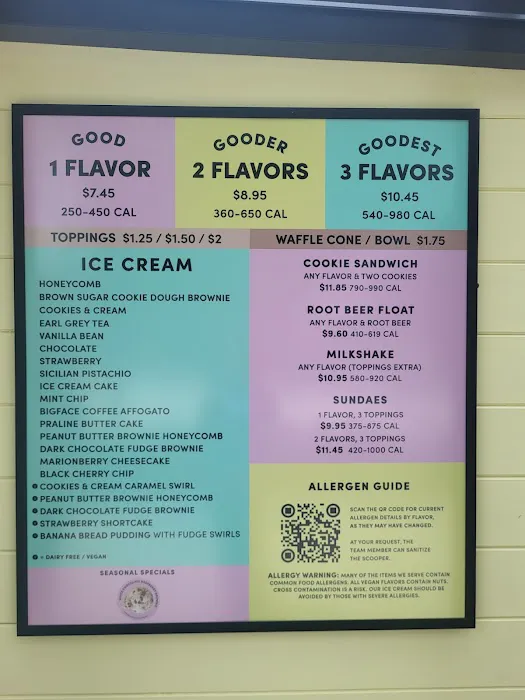 GOOD
1 FLAVOR
$7.45
250-450 CAL
GOODER
2 FLAVORS
$8.95
360-650 CAL
GOODEST
3 FLAVORS
$10.45
540-980 CAL
TOPPINGS $1.25 / $1.50 / $2
WAFFLE CONE / BOWL $1.75
ICE CREAM
HONEYCOMB
BROWN SUGAR COOKIE DOUGH BROWNIE
COOKIES & CREAM
EARL GREY TEA
VANILLA BEAN
CHOCOLATE
STRAWBERRY
SICILIAN PISTACHIO
ICE CREAM CAKE
MINT CHIP
BIGFACE COFFEE AFFOGATO
PRALINE BUTTER CAKE
PEANUT BUTTER BROWNIE HONEYCOMB
DARK CHOCOLATE FUDGE BROWNIE
MARIONBERRY CHEESECAKE
BLACK CHERRY CHIP
COOKIES & CREAM CARAMEL SWIRL
PEANUT BUTTER BROWNIE HONEYCOMB
DARK CHOCOLATE FUDGE BROWNIE
STRAWBERRY SHORTCAKE
BANANA BREAD PUDDING WITH FUDGE SWIRLS
= DAIRY FREE / VEGAN
SEASONAL SPECIALS
COOKIE SANDWICH
ANY FLAVOR & TWO COOKIES
$11.85 790-990 CAL
ROOT BEER FLOAT
ANY FLAVOR & ROOT BEER
$9.60 410-619 CAL
MILKSHAKE
ANY FLAVOR (TOPPINGS EXTRA)
$10.95 580-920 CAL
SUNDAES
1 FLAVOR, 3 TOPPINGS
$9.95 375-675 CAL
2 FLAVORS, 3 TOPPINGS
$11.45 420-1000 CAL
ALLERGEN GUIDE
SCAN THE QR CODE FOR CURRENT
ALLERGEN DETAILS BY FLAVOR,
AS THEY MAY HAVE CHANGED.
AT YOUR REQUEST, THE
TEAM MEMBER CAN SANITIZE
THE SCOOPER.
ALLERGY WARNING: MANY OF THE ITEMS WE SERVE CONTAIN
COMMON FOOD ALLERGENS. ALL VEGAN FLAVORS CONTAIN NUTS.
CROSS CONTAMINATION IS A RISK. OUR ICE CREAM SHOULD BE
AVOIDED BY THOSE WITH SEVERE ALLERGIES.